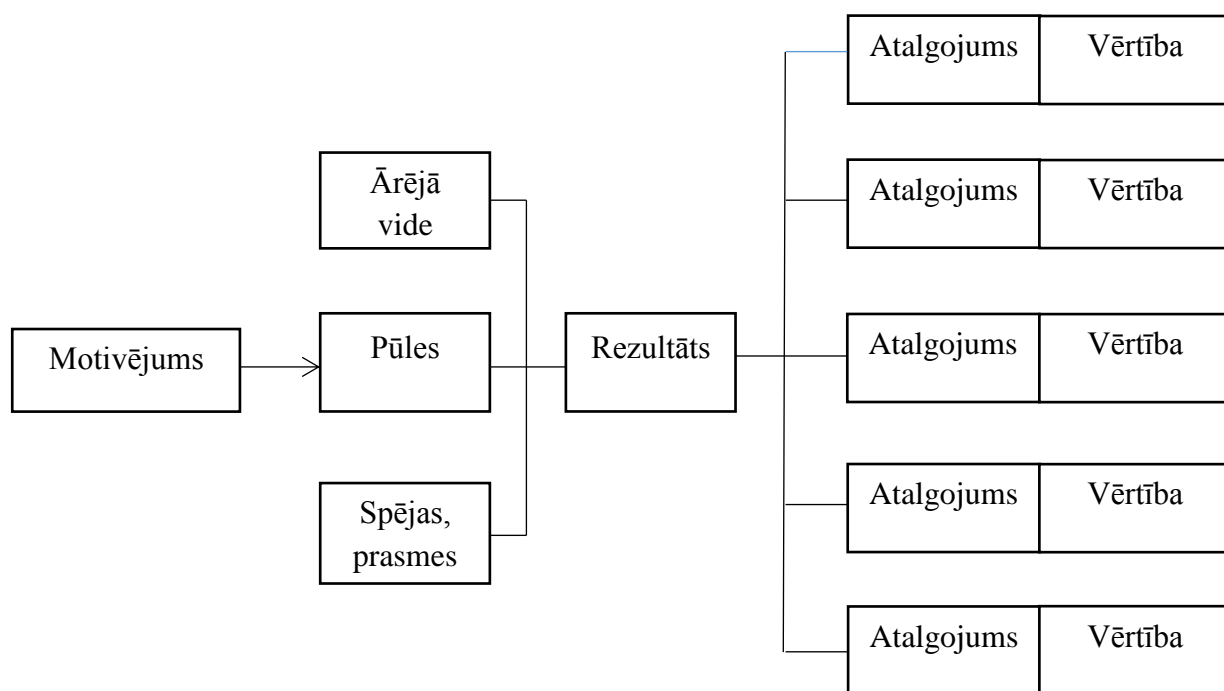 Atalgojums
Vērtība
Ārējā
vide
Atalgojums
Vērtība
Motivējums
Pūles
Rezultāts
Atalgojums
Vērtība
Spējas,
prasmes
Atalgojums
Vērtība
Atalgojums
Vērtība